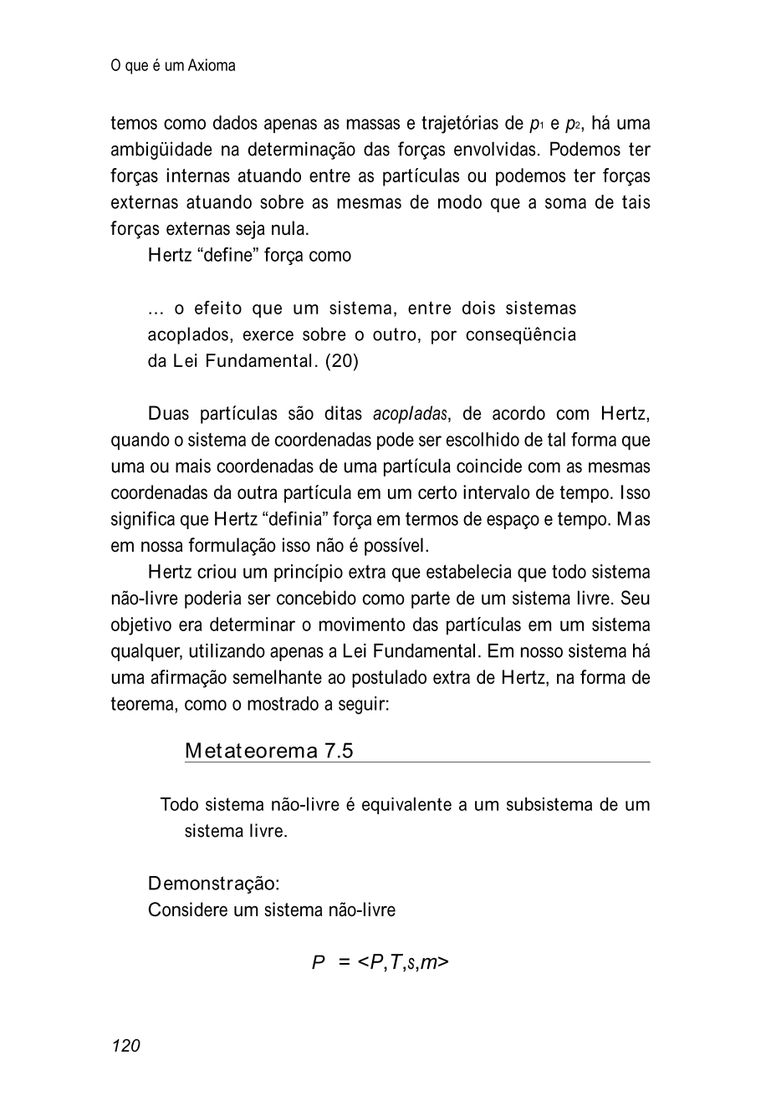 O que é um Axioma
temos como dados apenas as massas e trajetórias de p1 e p2, há uma
ambigüidade na determinação das forças envolvidas. Podemos ter
forças internas atuando entre as partículas ou podemos ter forças
externas atuando sobre as mesmas de modo que a soma de tais
forças externas seja nula.
Hertz “define” força como
... o efeito que um sistema, entre dois sistemas
acoplados, exerce sobre o outro, por conseqüência
da Lei Fundamental. (20)
Duas partículas são ditas acopladas, de acordo com Hertz,
quando o sistema de coordenadas pode ser escolhido de tal forma que
uma ou mais coordenadas de uma partícula coincide com as mesmas
coordenadas da outra partícula em um certo intervalo de tempo. Isso
significa que Hertz “definia” força em termos de espaço e tempo. Mas
em nossa formulação isso não é possível.
Hertz criou um princípio extra que estabelecia que todo sistema
não-livre poderia ser concebido como parte de um sistema livre. Seu
objetivo era determinar o movimento das partículas em um sistema
qualquer, utilizando apenas a Lei Fundamental. Em nosso sistema há
uma afirmação semelhante ao postulado extra de Hertz, na forma de
teorema, como o mostrado a seguir:
Metateorema 7.5
Todo sistema não-livre é equivalente a um subsistema de um
sistema livre.
Demonstração:
Considere um sistema não-livre
P = <P,T,s,m>
120